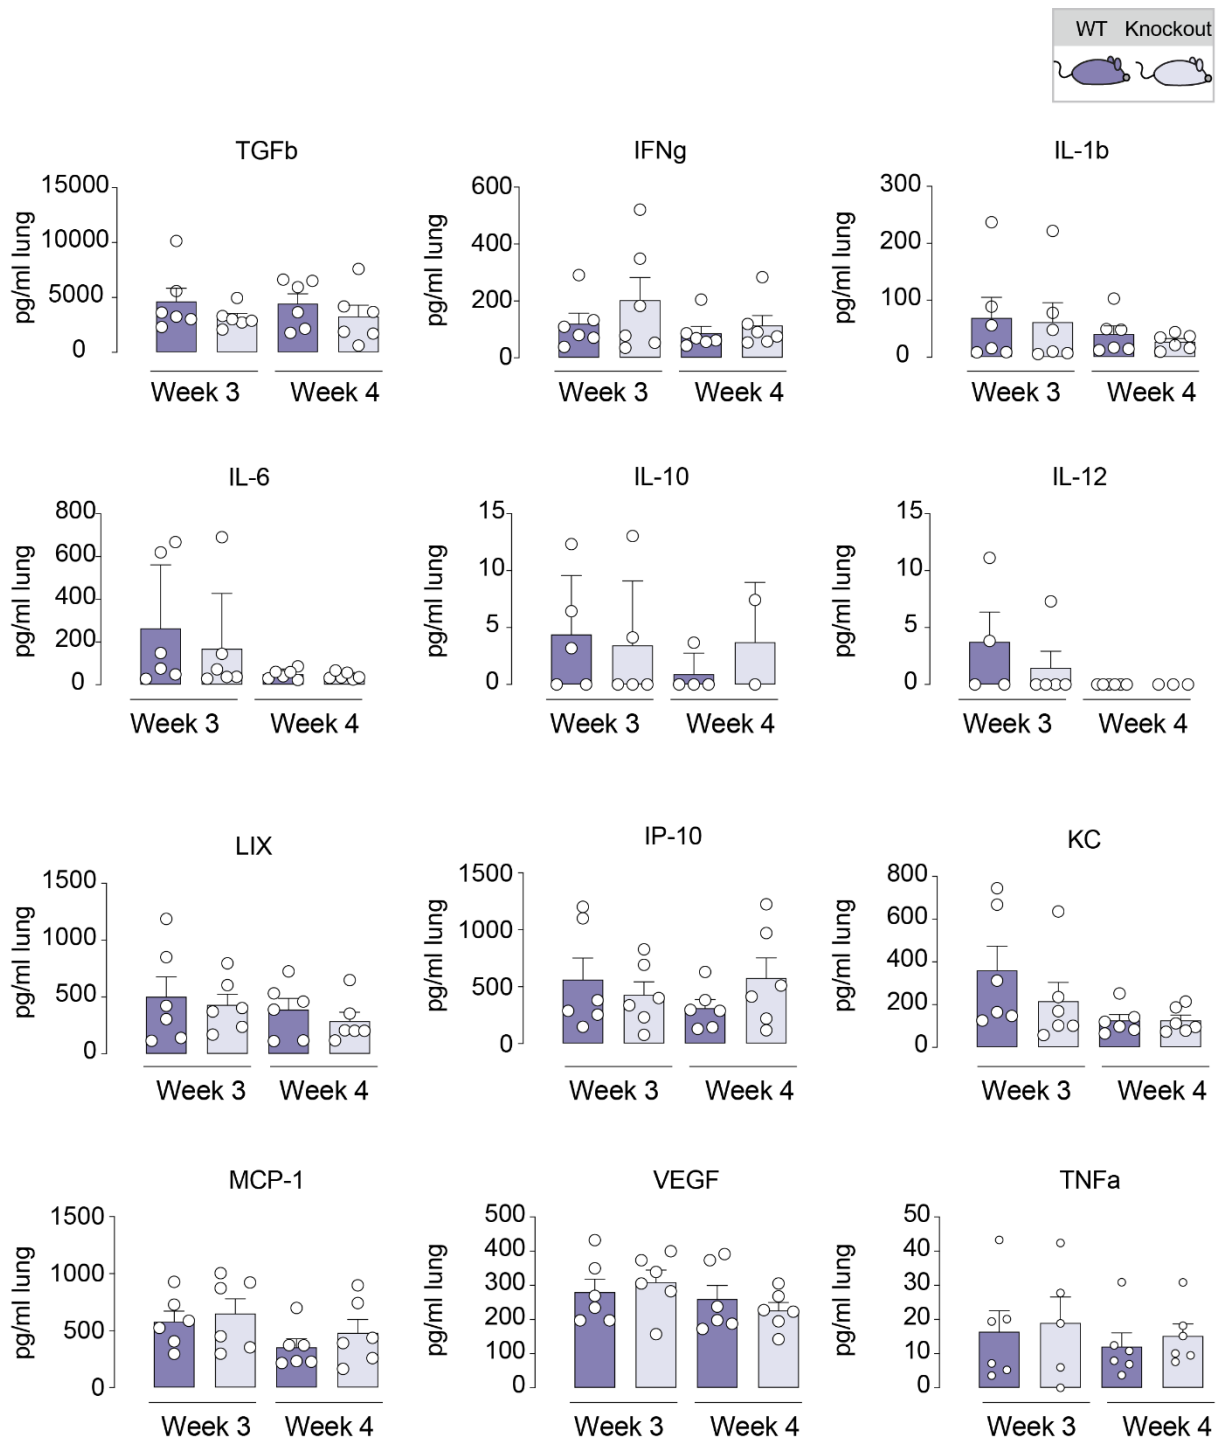 WT Knockout
TGFb
IFNg
IL-1b
pg/ml lung
15000
10000
5000
0
Week 3 Week 4
pg/ml lung
600
400
200
0
Week 3 Week 4
pg/ml lung
300
200
100
0
Week 3 Week 4
IL-6
IL-10
IL-12
pg/ml lung
800
600
400
200
0
Week 3 Week 4
pg/ml lung
15
10
5
0
Week 3 Week 4
pg/ml lung
15
10
5
0
Week 3 Week 4
LIX
IP-10
KC
pg/ml lung
1500
1000
500
0
Week 3 Week 4
pg/ml lung
1500
1000
500
0
Week 3 Week 4
pg/ml lung
800
600
400
200
0
Week 3 Week 4
MCP-1
VEGF
TNFa
pg/ml lung
1500
1000
500
0
Week 3 Week 4
pg/ml lung
500
400
300
200
100
0
Week 3 Week 4
pg/ml lung
50
40
30
20
10
0
Week 3 Week 4